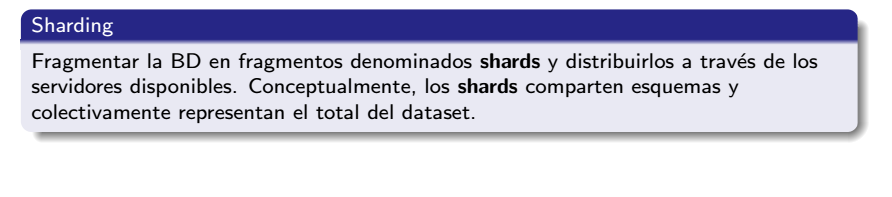 Sharding
Fragmentar la BD en fragmentos denominados shards y distribuirlos a través de los
servidores disponibles. Conceptualmente, los shards comparten esquemas y
colectivamente representan el total del dataset.